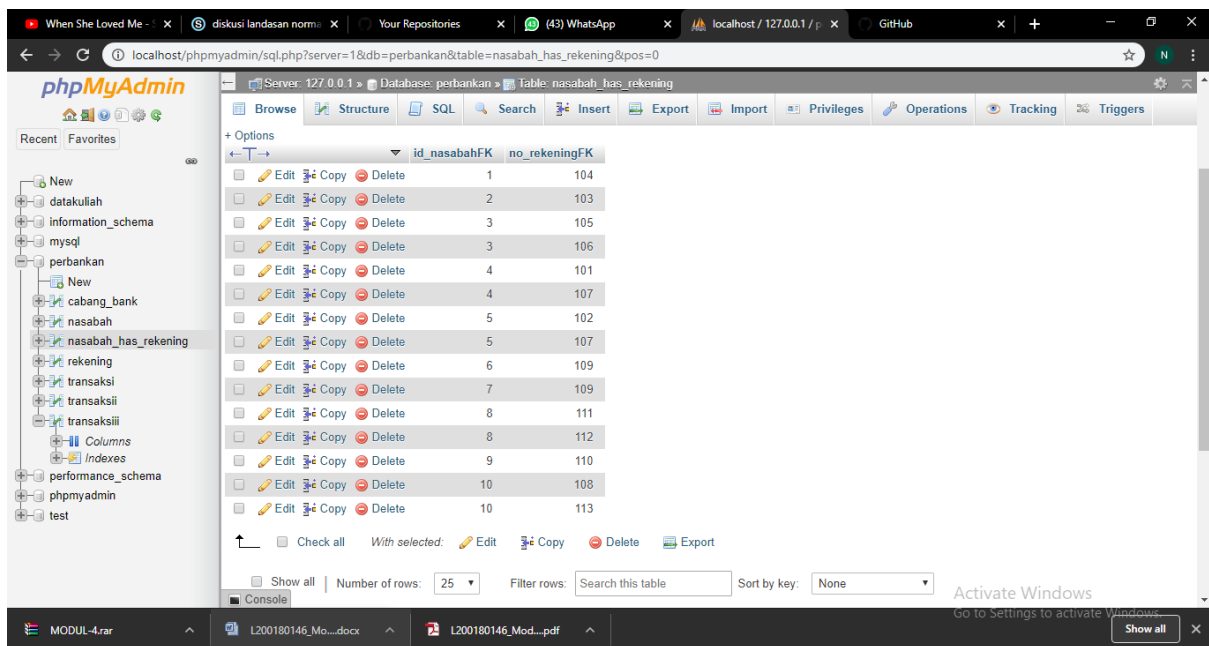 When She Loved Me - S
diskusi landasan norma
Your Repositories
(43) WhatsApp
localhost / 127.0.0.1 / p
GitHub
localhost/phpmyadmin/sql.php?server=1&db=perbankan&table=nasabah_has_rekening&pos=0
N
phpMyAdmin
Recent Favorites
New
datakuliah
information_schema
mysql
perbankan
New
cabang_bank
nasabah
nasabah_has_rekening
rekening
transaksi
transaksii
transaksiii
Columns
Indexes
performance_schema
phpmyadmin
test
Server: 127.0.0.1 » Database: perbankan » Table: nasabah_has_rekening
Browse Structure SQL Search Insert Export Import Privileges Operations Tracking Triggers
+ Options
←T→ id_nasabahFK no_rekeningFK
Edit Copy Delete 1 104
Edit Copy Delete 2 103
Edit Copy Delete 3 105
Edit Copy Delete 3 106
Edit Copy Delete 4 101
Edit Copy Delete 4 107
Edit Copy Delete 5 102
Edit Copy Delete 5 107
Edit Copy Delete 6 109
Edit Copy Delete 7 109
Edit Copy Delete 8 111
Edit Copy Delete 8 112
Edit Copy Delete 9 110
Edit Copy Delete 10 108
Edit Copy Delete 10 113
Check all With selected: Edit Copy Delete Export
Show all | Number of rows: 25 Filter rows: Search this table Sort by key: None
Console
Activate Windows
Go to Settings to activate Windows.
MODUL-4.rar
L200180146_Mo....docx
L200180146_Mod....pdf
Show all